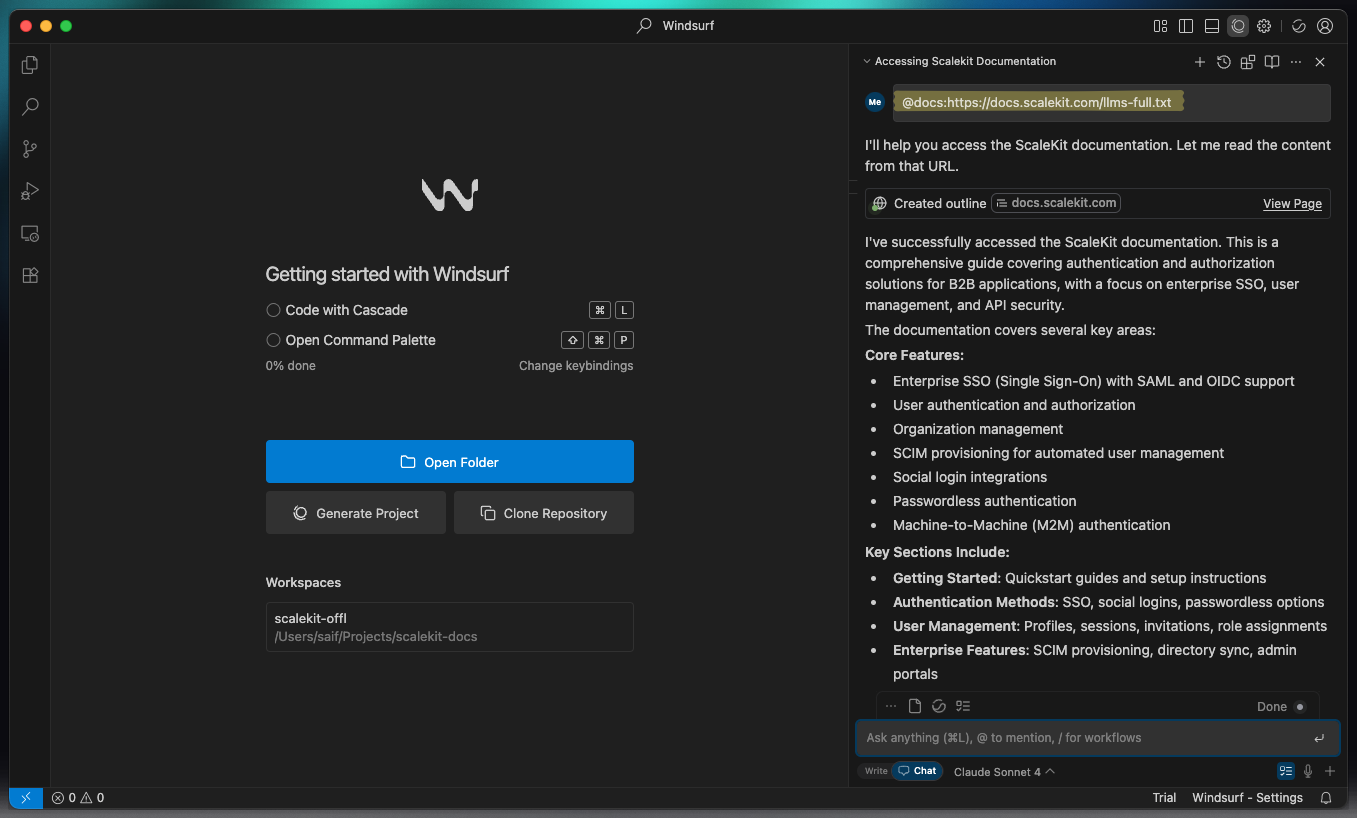 Windsurf
Accessing Scalekit Documentation
Me
@docs:https://docs.scalekit.com/llms-full.txt
I'll help you access the ScaleKit documentation. Let me read the content
from that URL.
Created outline docs.scalekit.com View Page
I've successfully accessed the ScaleKit documentation. This is a
comprehensive guide covering authentication and authorization
solutions for B2B applications, with a focus on enterprise SSO, user
management, and API security.
The documentation covers several key areas:
Core Features:
• Enterprise SSO (Single Sign-On) with SAML and OIDC support
• User authentication and authorization
• Organization management
• SCIM provisioning for automated user management
• Social login integrations
• Passwordless authentication
• Machine-to-Machine (M2M) authentication
Key Sections Include:
• Getting Started: Quickstart guides and setup instructions
• Authentication Methods: SSO, social logins, passwordless options
• User Management: Profiles, sessions, invitations, role assignments
• Enterprise Features: SCIM provisioning, directory sync, admin
portals
Done
Ask anything (⌘L), @ to mention, / for workflows
Write Chat Claude Sonnet 4
Getting started with Windsurf
Code with Cascade ⌘ L
Open Command Palette ⇧ ⌘ P
0% done Change keybindings
Open Folder
Generate Project Clone Repository
Workspaces
scalekit-offl
/Users/saif/Projects/scalekit-docs
0 0 Trial Windsurf - Settings